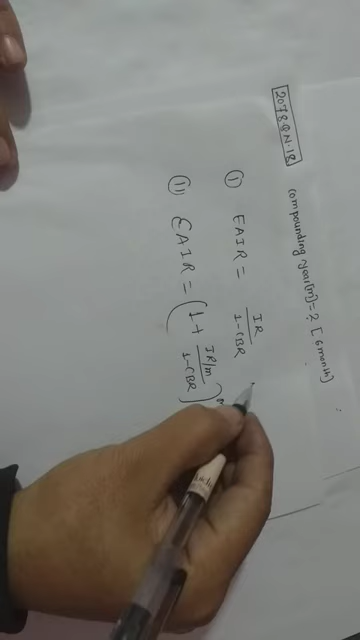 2078 Q.N.18
Compounding year(m) = 2 [6 month]
(I) EAIR = IR / 1-CBR
(II) EAIR = (1 + IR/m / 1-CBR)